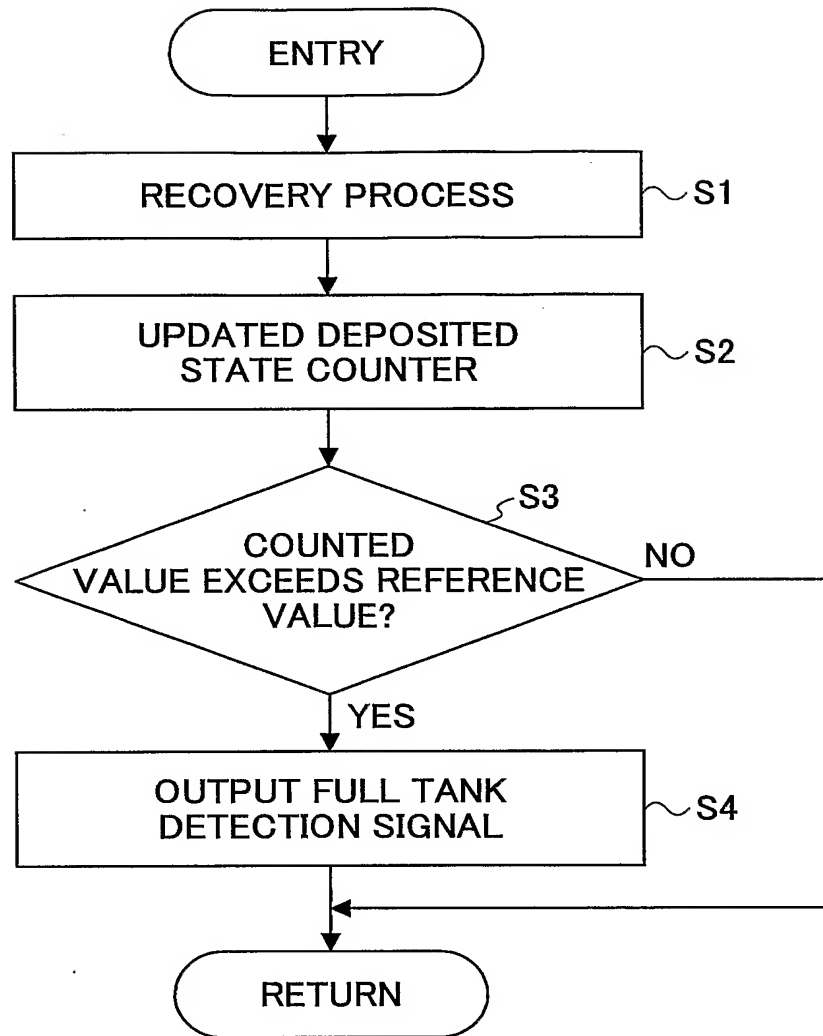 ENTRY
RECOVERY PROCESS
S1
UPDATED DEPOSITED
STATE COUNTER
S2
S3
COUNTED
VALUE EXCEEDS REFERENCE
VALUE?
NO
YES
OUTPUT FULL TANK
DETECTION SIGNAL
S4
RETURN